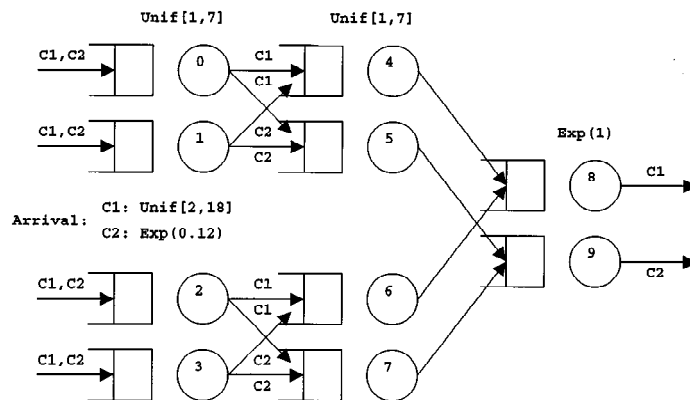 Unif[1,7] Unif[1,7]
C1,C2 0 C1 4
C1
C1,C2 1 C2 5
C2
Exp(1)
8 C1
Arrival: C1: Unif[2,18]
C2: Exp(0.12)
9 C2
C1,C2 2 C1 6
C1
C1,C2 3 C2 7
C2